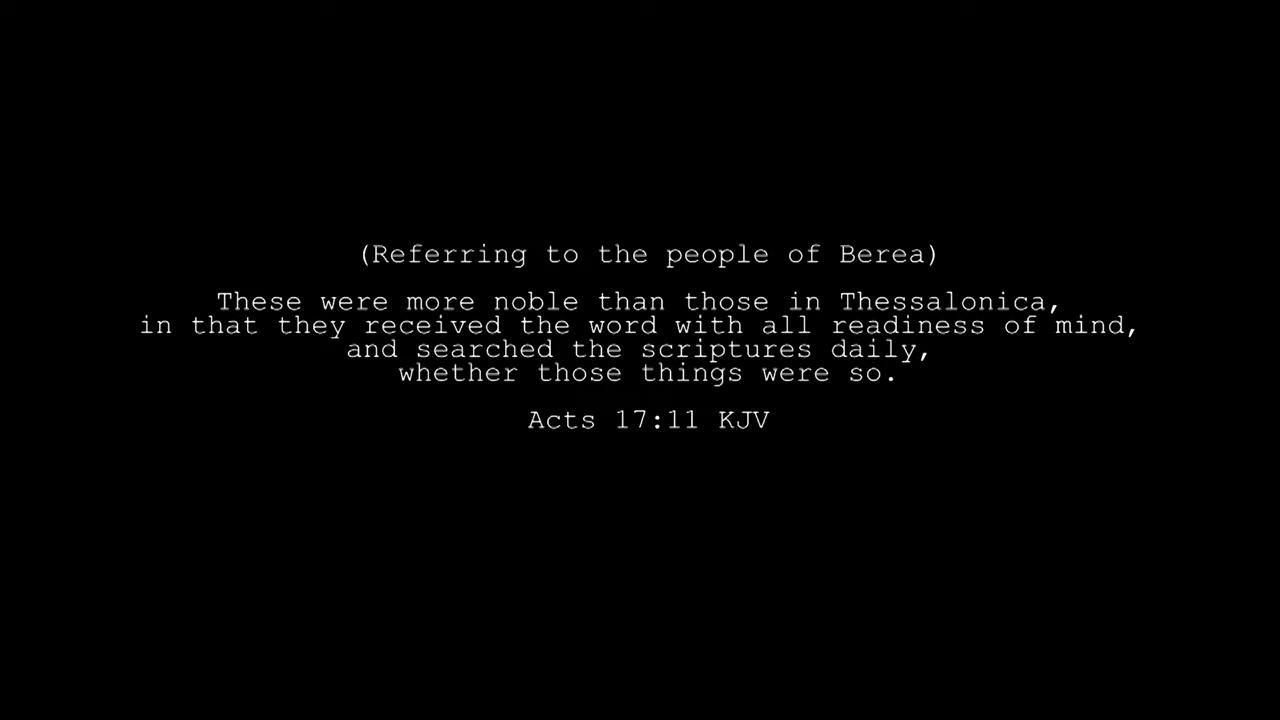 (Referring to the people of Berea)
These were more noble than those in Thessalonica,
in that they received the word with all readiness of mind,
and searched the scriptures daily,
whether those things were so.
Acts 17:11 KJV